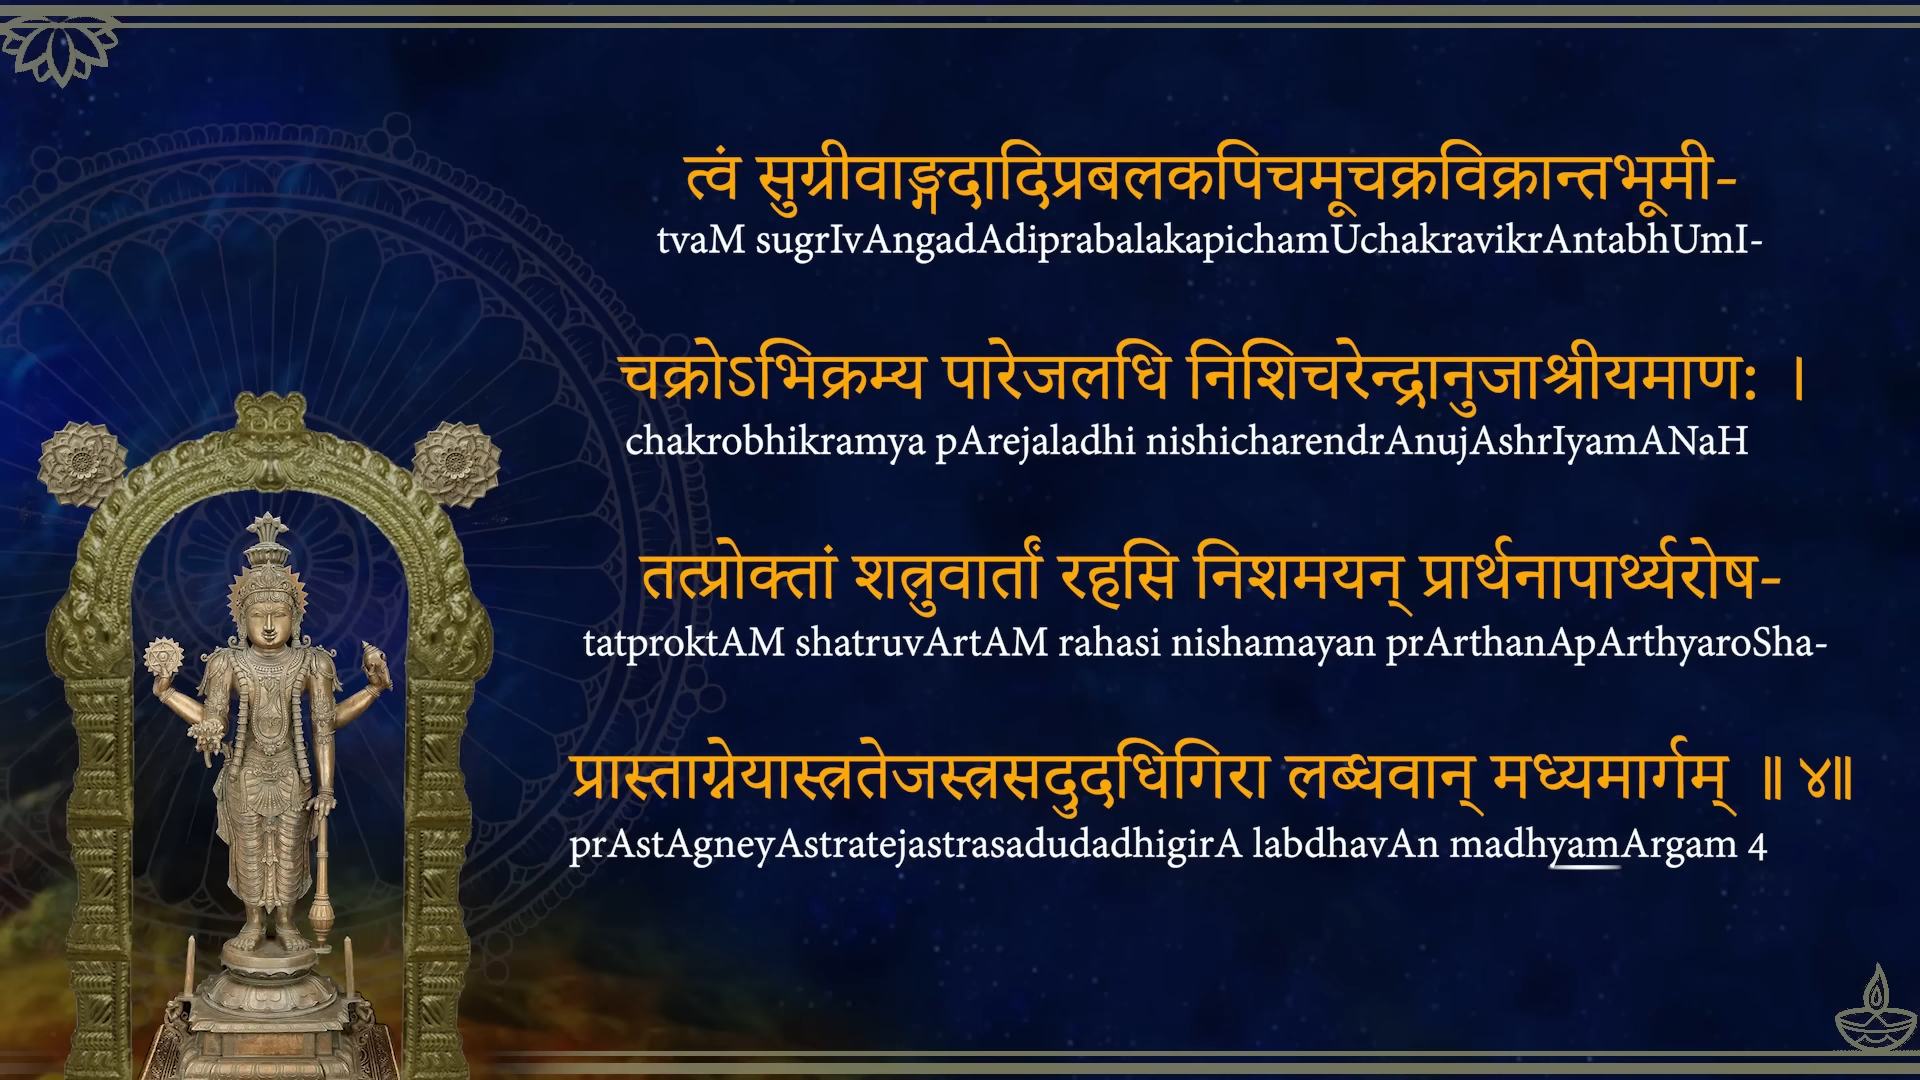 त्वं सुग्रीवाङ्गदादिप्रबलकपिचमूचक्रविक्रान्तभूमी-
tvaM sugrIvAngadAdiprabalakapichamUchakravikrAntabhUmI-
चक्रोऽभिक्रम्य पारेजलधि निशिचरेन्द्रानुजाश्रीयमाणः ।
chakrobhikramya pArejaladhi nishicharendrAnujAshrIyamANaH
तत्प्रोक्तां शत्रुवार्तां रहसि निशमयन् प्रार्थनापार्थ्यरोष-
tatproktAM shatruvArtAM rahasi nishamayan prArthanApArthyaroSha-
प्रास्ताग्नेयास्त्रतेजस्त्रसदुदधिगिरा लब्धवान् मध्यमार्गम् ॥ ४॥
prAstAgneyAstratejastrasadudadhigirA labdhavAn madhyamArgam 4